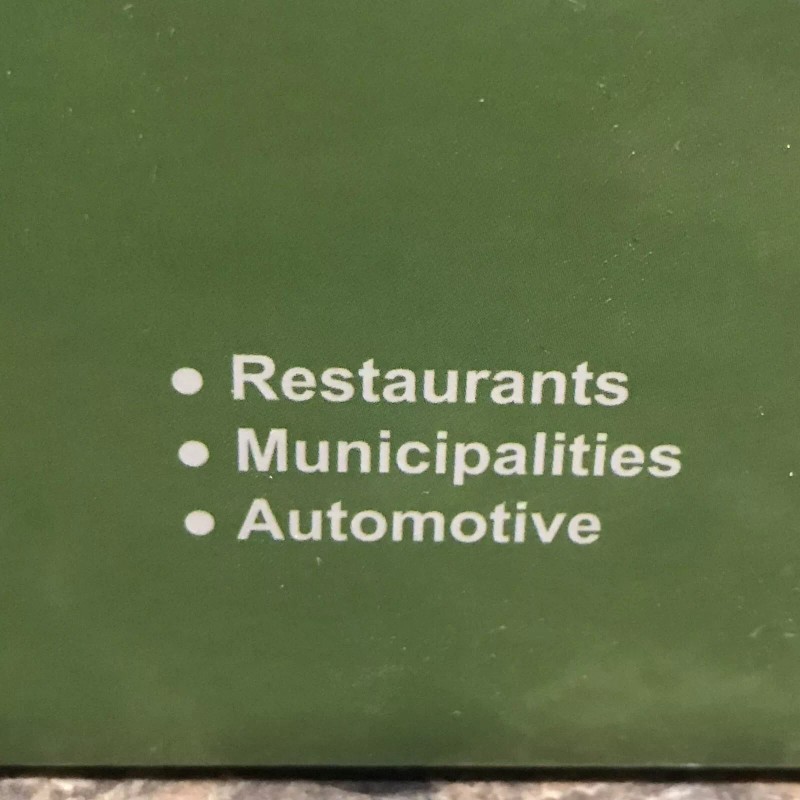 • Restaurants
• Municipalities
• Automotive